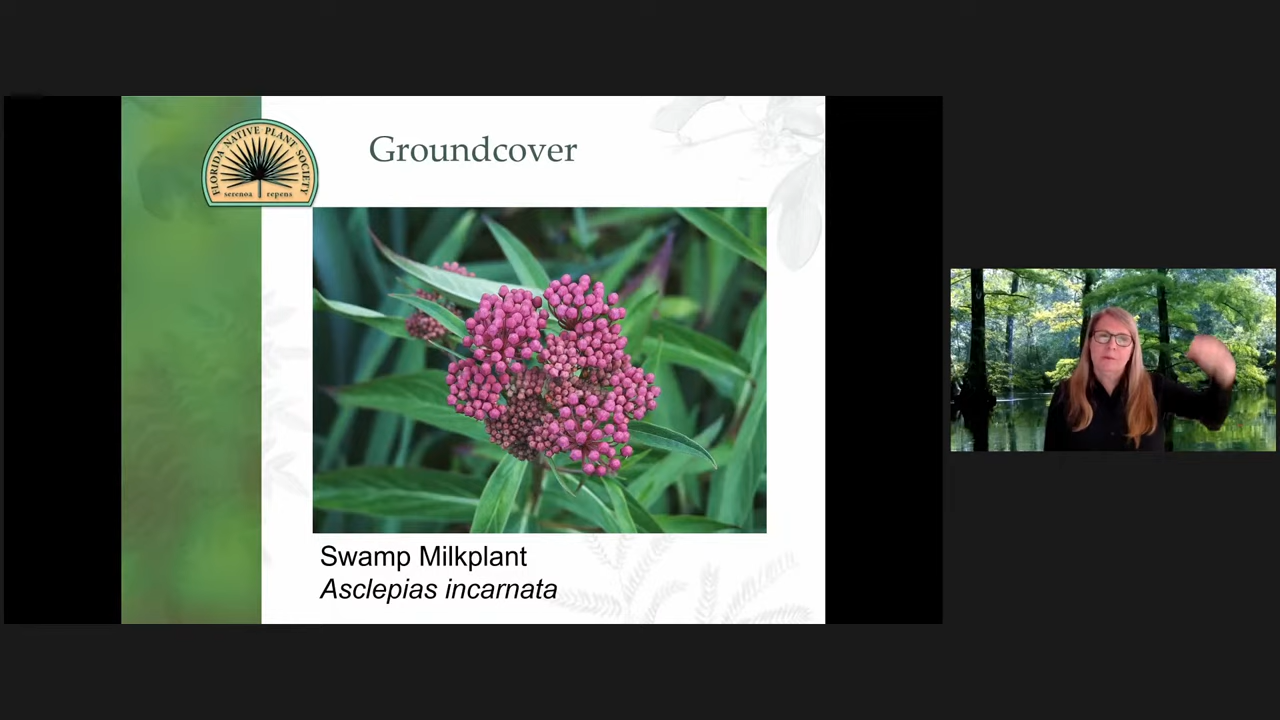 FLORIDA NATIVE PLANT SOCIETY
serenoa repens
Groundcover
Swamp Milkplant
Asclepias incarnata